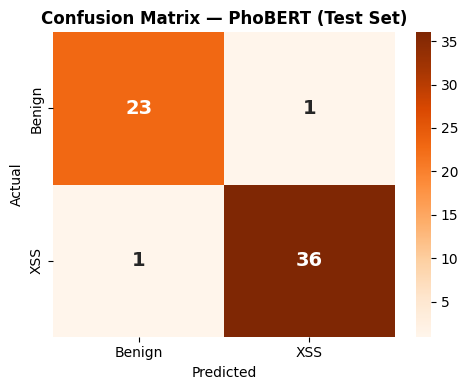 Confusion Matrix — PhoBERT (Test Set)
Benign
23
1
35
30
25
20
15
10
5
Actual
XSS
1
36
Benign
XSS
Predicted